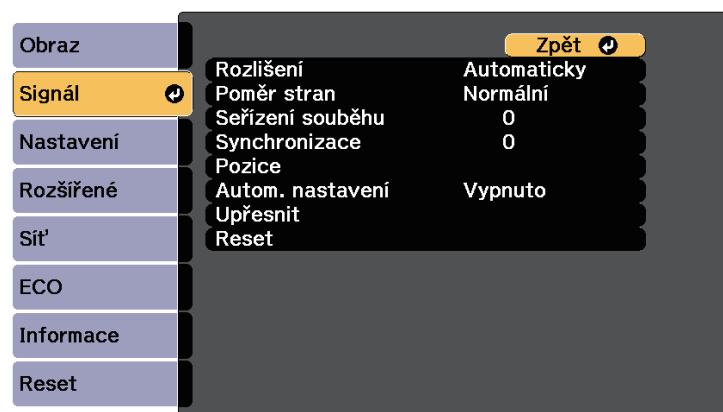 Obraz
Signál
Nastavení
Rozšířené
Síť
ECO
Informace
Reset
Zpět
Rozlišení Automaticky
Poměr stran Normální
Seřízení souběhu 0
Synchronizace 0
Pozice
Autom. nastavení Vypnuto
Upřesnit
Reset